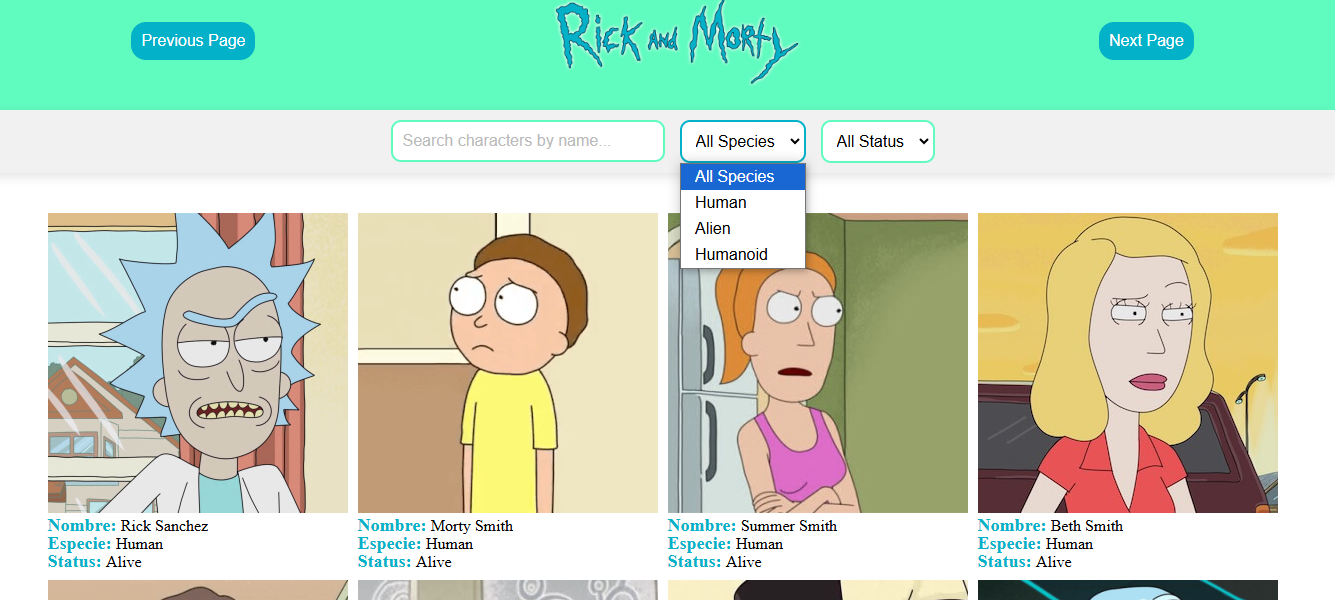 Previous Page
Rick and Morty
Next Page
Search characters by name...
All Species
All Status
All Species
Human
Alien
Humanoid
Nombre: Rick Sanchez
Especie: Human
Status: Alive
Nombre: Morty Smith
Especie: Human
Status: Alive
Nombre: Summer Smith
Especie: Human
Status: Alive
Nombre: Beth Smith
Especie: Human
Status: Alive